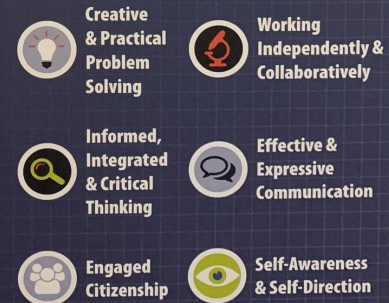 Creative
& Practical
Problem
Solving
Working
Independently &
Collaboratively
Informed,
Integrated
& Critical
Thinking
Effective &
Expressive
Communication
Engaged
Citizenship
Self-Awareness
& Self-Direction